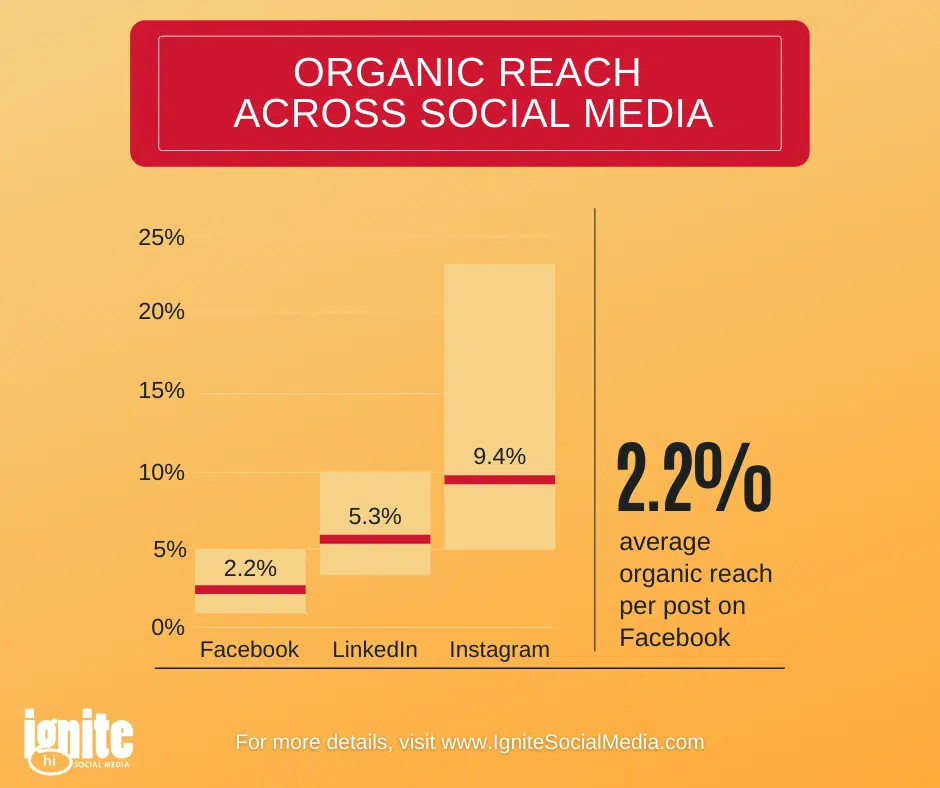 ORGANIC REACH
ACROSS SOCIAL MEDIA
25%
20%
15%
10%
5%
0%
9.4%
5.3%
2.2%
Facebook LinkedIn Instagram
2.2%
average
organic reach
per post on
Facebook
ignite
hi SOCIAL MEDIA
For more details, visit www.IgniteSocialMedia.com